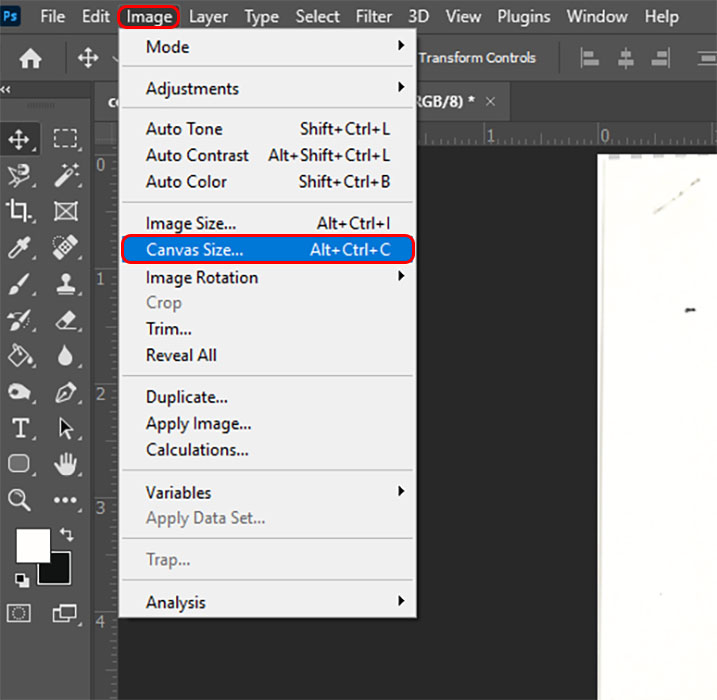 Ps File Edit Image Layer Type Select Filter 3D View Plugins Window Help
Transform Controls
GB/8) * ×
Mode
Adjustments
Auto Tone Shift+Ctrl+L
Auto Contrast Alt+Shift+Ctrl+L
Auto Color Shift+Ctrl+B
Image Size... Alt+Ctrl+I
Canvas Size... Alt+Ctrl+C
Image Rotation
Crop
Trim...
Reveal All
Duplicate...
Apply Image...
Calculations...
Variables
Apply Data Set...
Trap...
Analysis
1 0
0
1
2
3
4
T